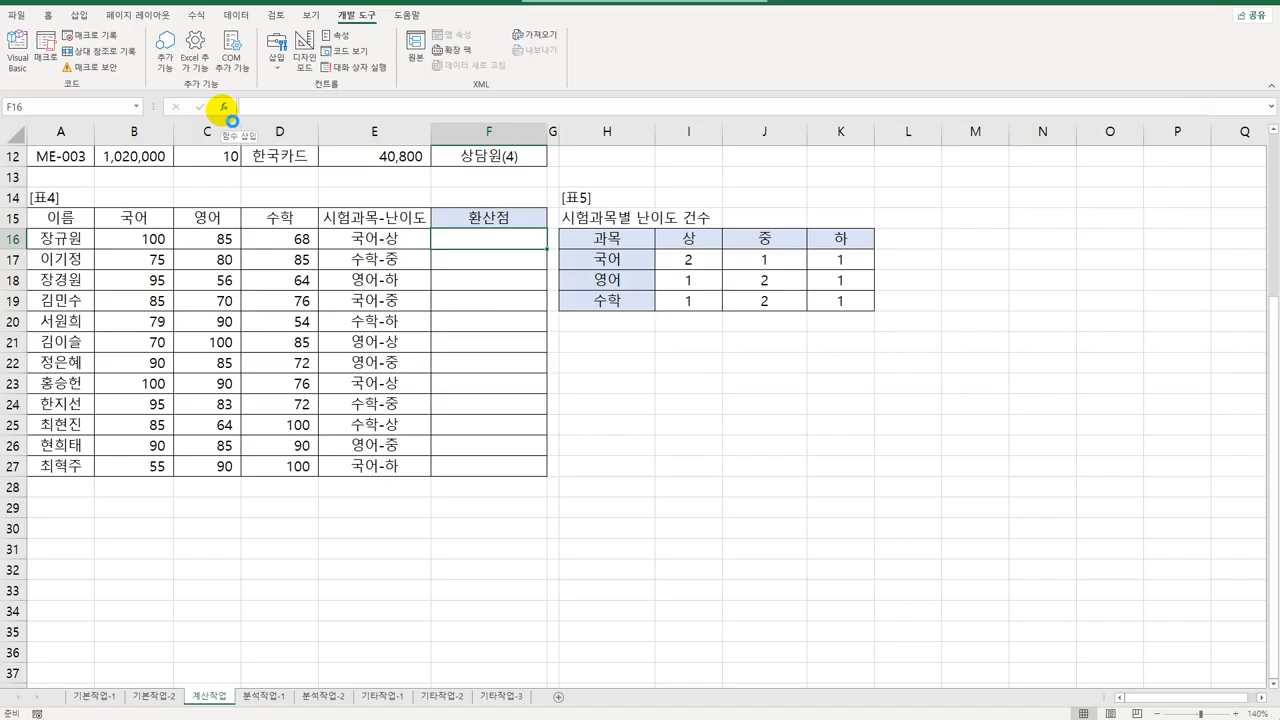 파일 홈 삽입 페이지 레이아웃 수식 데이터 검토 보기 개발 도구 도움말 공유
Visual Basic
매크로
매크로 기록
상대 참조로 기록
매크로 보안
코드
추가 기능
Excel 추가 기능
COM 추가 기능
추가 기능
삽입
디자인 모드
속성
코드 보기
대화 상자 실행
컨트롤
원본
맵 속성
확장 팩
데이터 새로 고침
가져오기
내보내기
XML
F16 fx
함수 삽입
A B C D E F G H I J K L M N O P Q
12 ME-003 1,020,000 10 한국카드 40,800 상담원(4)
13
14 [표4] [표5]
15 이름 국어 영어 수학 시험과목-난이도 환산점 시험과목별 난이도 건수
16 장규원 100 85 68 국어-상 과목 상 중 하
17 이기정 75 80 85 수학-중 국어 2 1 1
18 장경원 95 56 64 영어-하 영어 1 2 1
19 김민수 85 70 76 국어-중 수학 1 2 1
20 서원희 79 90 54 수학-하
21 김이슬 70 100 85 영어-상
22 정은혜 90 85 72 영어-중
23 홍승헌 100 90 76 국어-상
24 한지선 95 83 72 수학-중
25 최현진 85 64 100 수학-상
26 현희태 90 85 90 영어-중
27 최혁주 55 90 100 국어-하
28
29
30
31
32
33
34
35
36
37
기본작업-1 기본작업-2 계산작업 분석작업-1 분석작업-2 기타작업-1 기타작업-2 기타작업-3
준비 140%